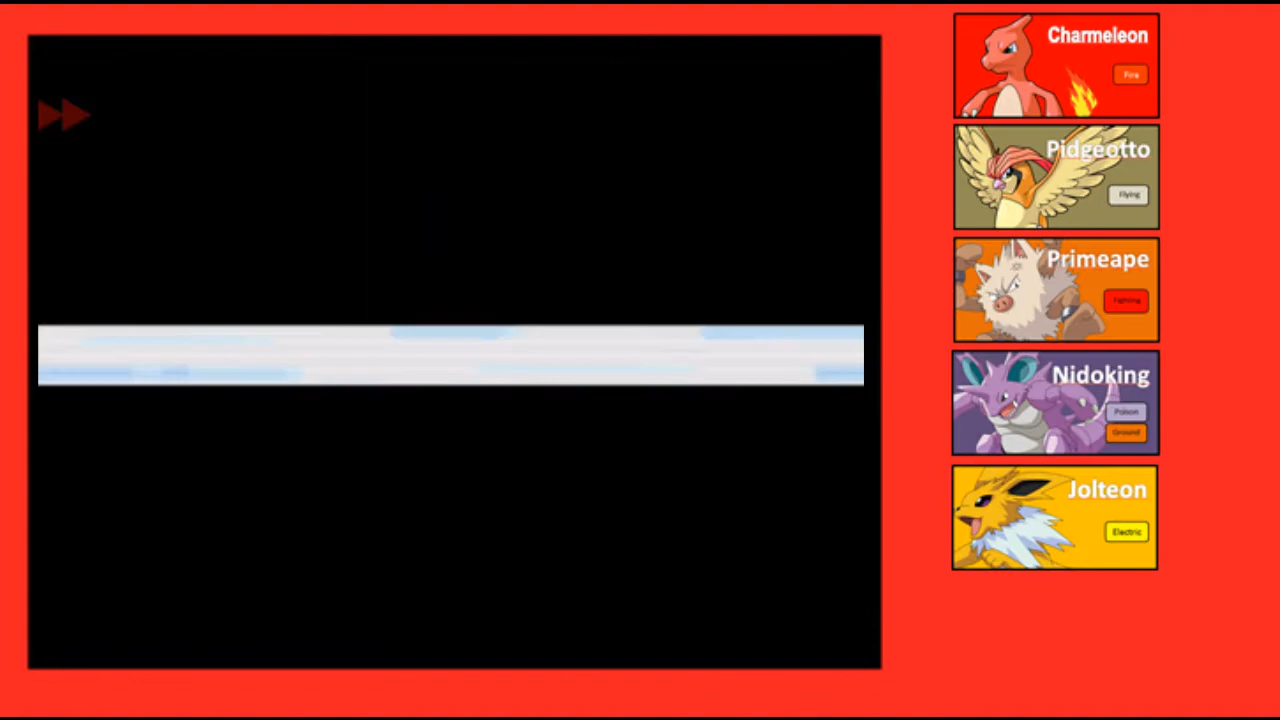 Charmeleon
Fire
Pidgeotto
Flying
Primeape
Fighting
Nidoking
Poison
Ground
Jolteon
Electric